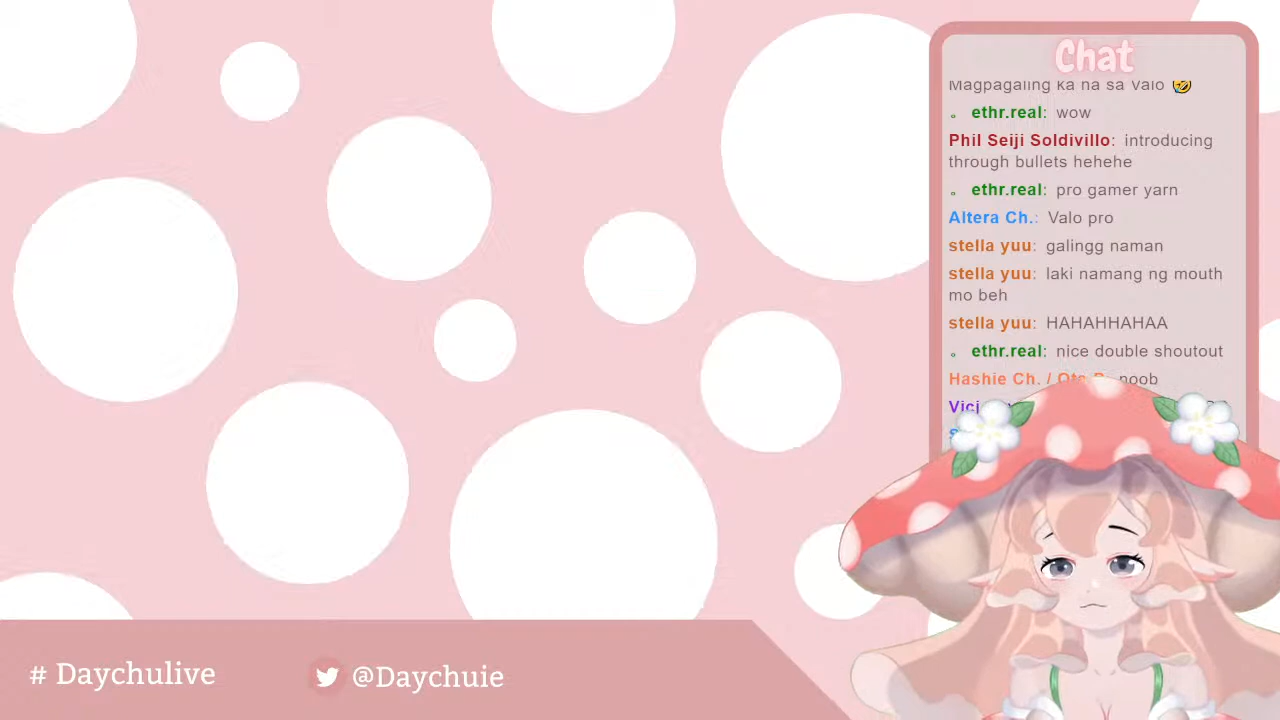 Chat
Magpagaling ka na sa Valo 🤣
。 ethr.real: wow
Phil Seiji Soldivillo: introducing
through bullets hehehe
。 ethr.real: pro gamer yarn
Altera Ch.: Valo pro
stella yuu: galingg naman
stella yuu: laki namang ng mouth
mo beh
stella yuu: HAHAHHAHAA
。 ethr.real: nice double shoutout
Hashie Ch. / noob
# Daychulive
@Daychuie